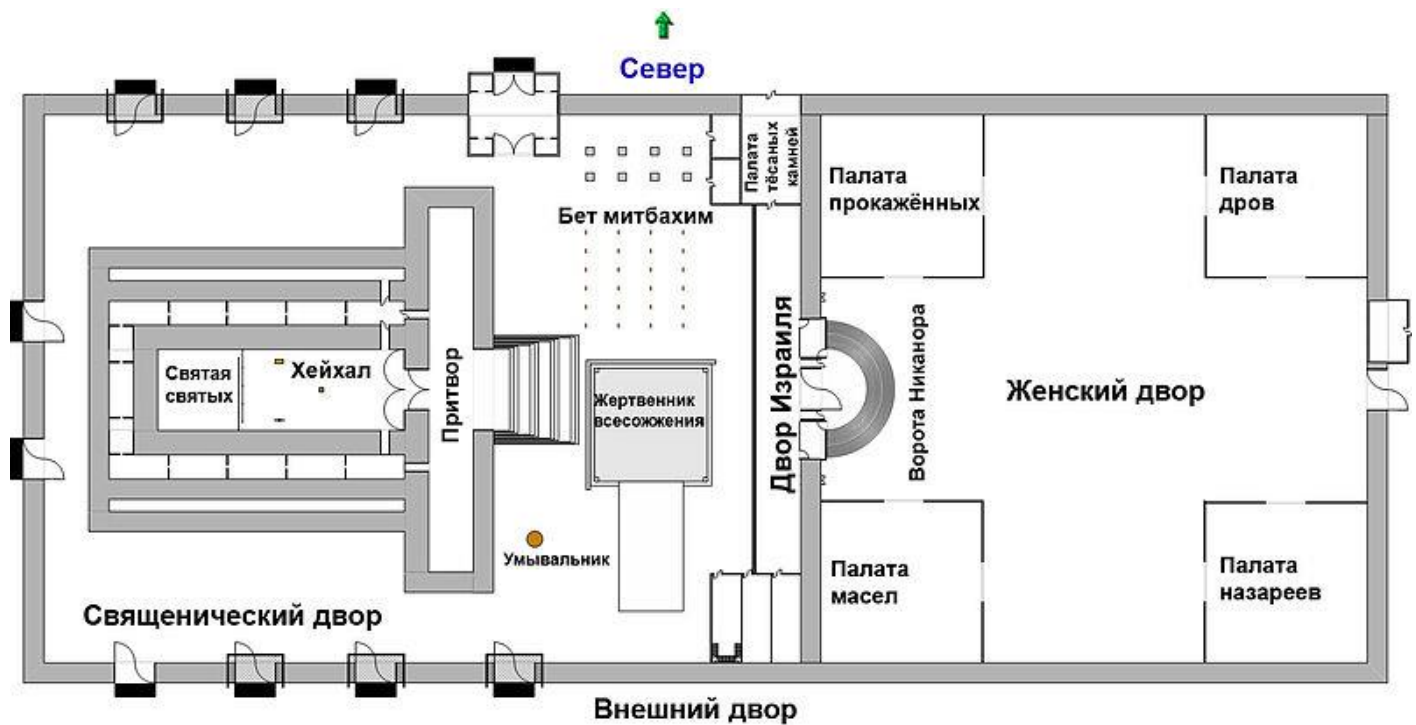 Север
Палата
тёсаных
камней
Палата
прокажённых
Палата
дров
Бет митбахим
Святая
святых
Хейхал
Притвор
Жертвенник
всесожжения
Двор Израиля
Ворота Никанора
Женский двор
Умывальник
Палата
масел
Палата
назареев
Священический двор
Внешний двор